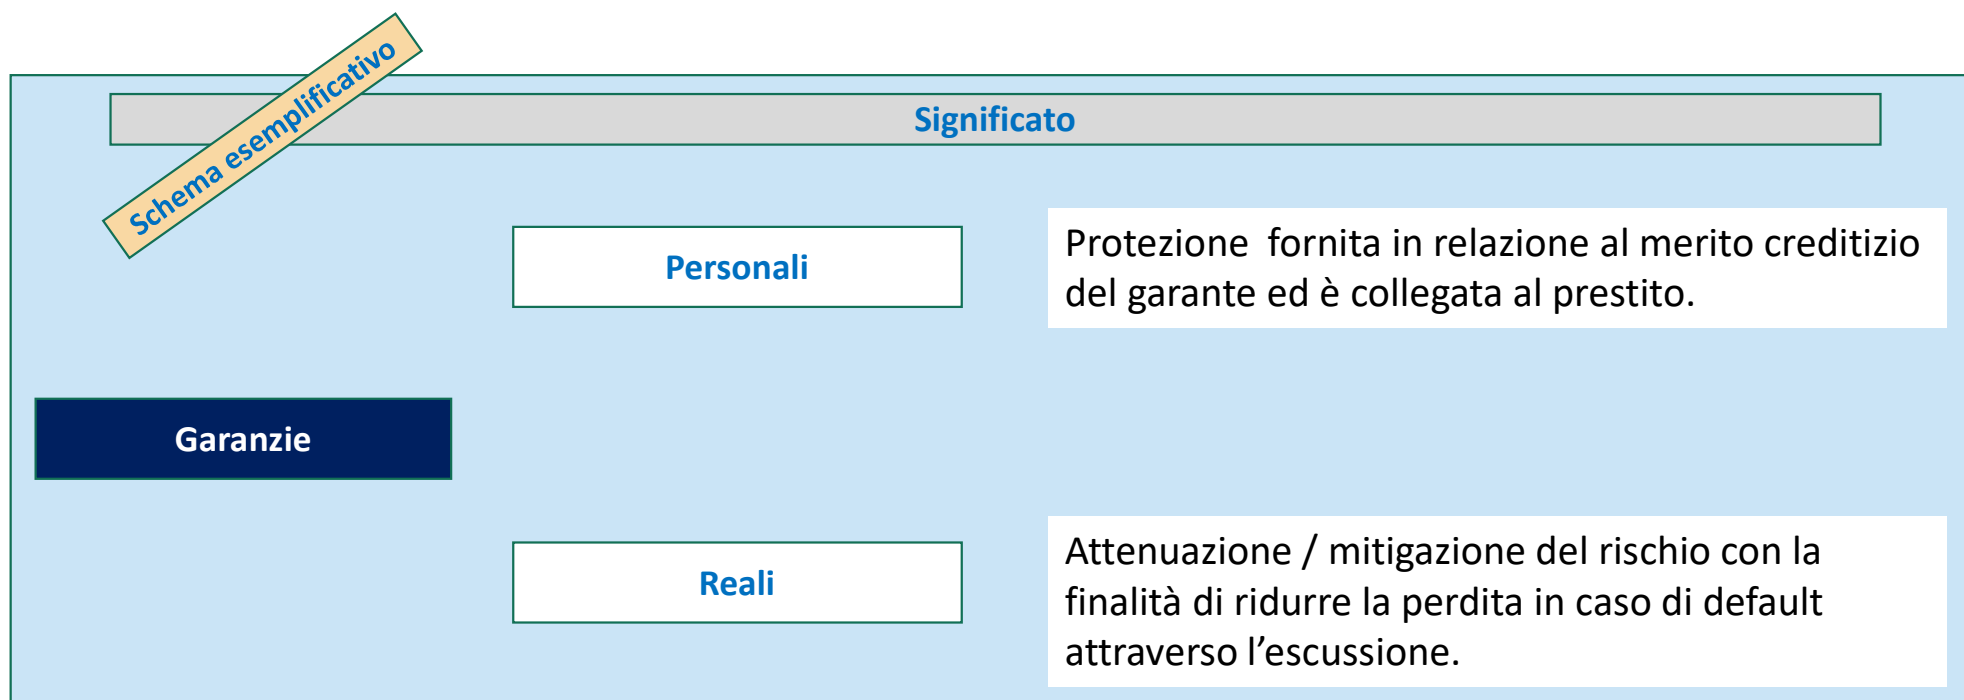 Schema esemplificativo
Significato
Personali
Protezione  fornita in relazione al merito creditizio
del garante ed è collegata al prestito.
Garanzie
Reali
Attenuazione / mitigazione del rischio con la
finalità di ridurre la perdita in caso di default
attraverso l’escussione.